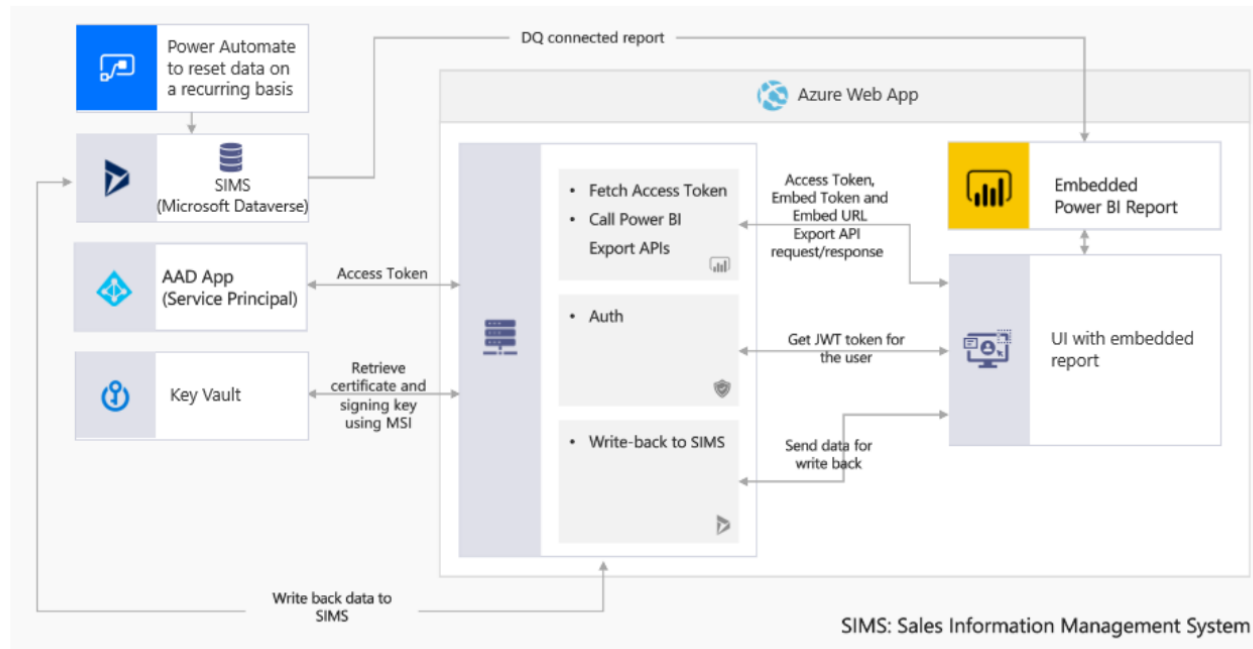 Power Automate
to reset data on
a recurring basis
DQ connected report
Azure Web App
SIMS
(Microsoft Dataverse)
• Fetch Access Token
• Call Power BI
Export APIs
Access Token,
Embed Token and
Embed URL
Export API
request/response
Embedded
Power BI Report
AAD App
(Service Principal)
Access Token
• Auth
Get JWT token for
the user
UI with embedded
report
Key Vault
Retrieve
certificate and
signing key
using MSI
• Write-back to SIMS
Send data for
write back
Write back data to
SIMS
SIMS: Sales Information Management System